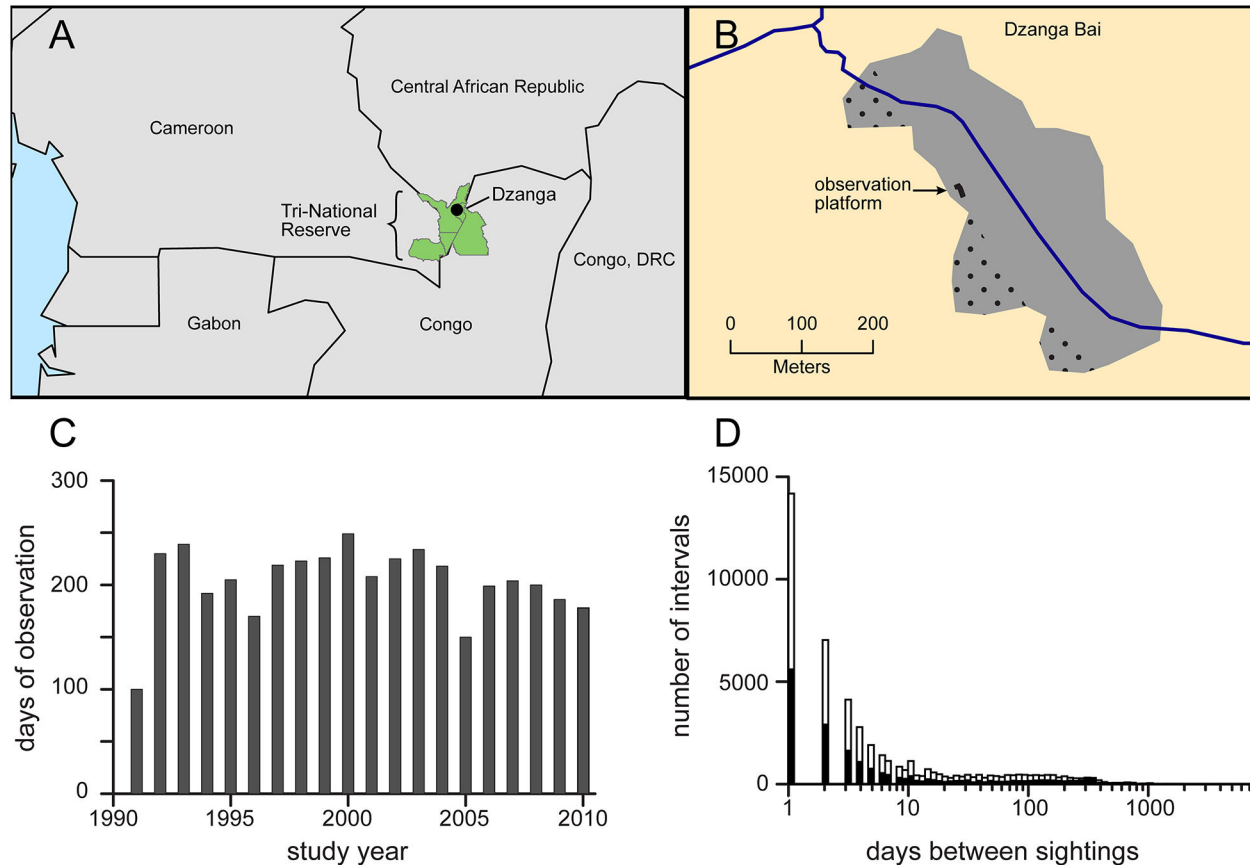 A
Central African Republic
Cameroon
Dzanga
Tri-National
Reserve
Congo, DRC
Gabon
Congo
B
Dzanga Bai
observation
platform
0 100 200
Meters
C
300
200
100
0
days of observation
1990 1995 2000 2005 2010
study year
D
15000
10000
5000
0
number of intervals
1 10 100 1000
days between sightings